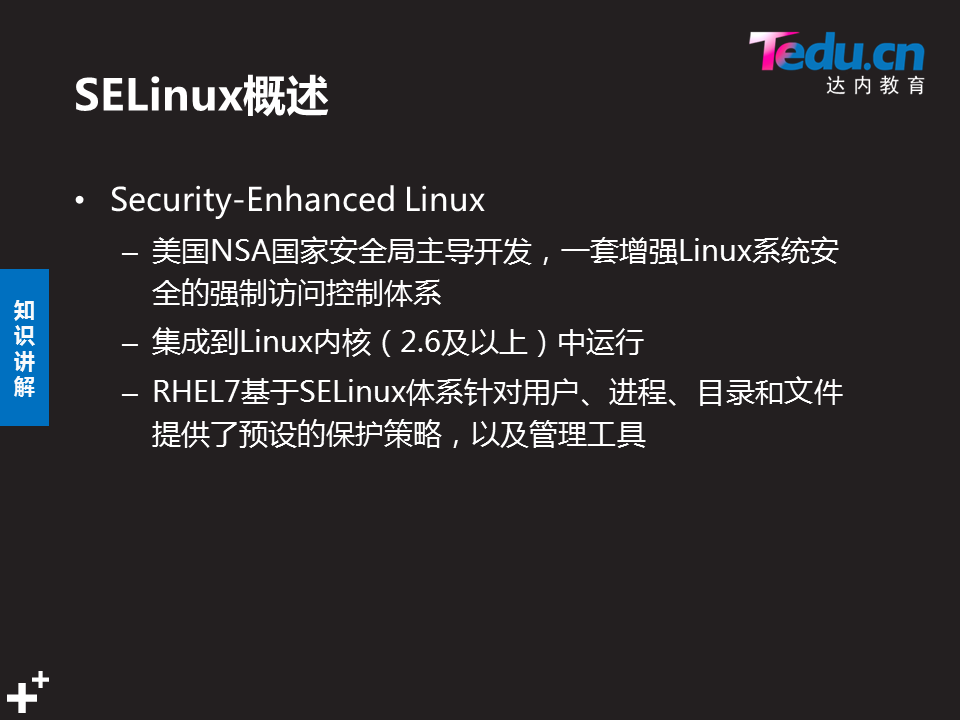 Tedu.cn
达内教育
SELinux概述
• Security-Enhanced Linux
– 美国NSA国家安全局主导开发，一套增强Linux系统安
全的强制访问控制体系
– 集成到Linux内核（2.6及以上）中运行
– RHEL7基于SELinux体系针对用户、进程、目录和文件
提供了预设的保护策略，以及管理工具
知
识
讲
解